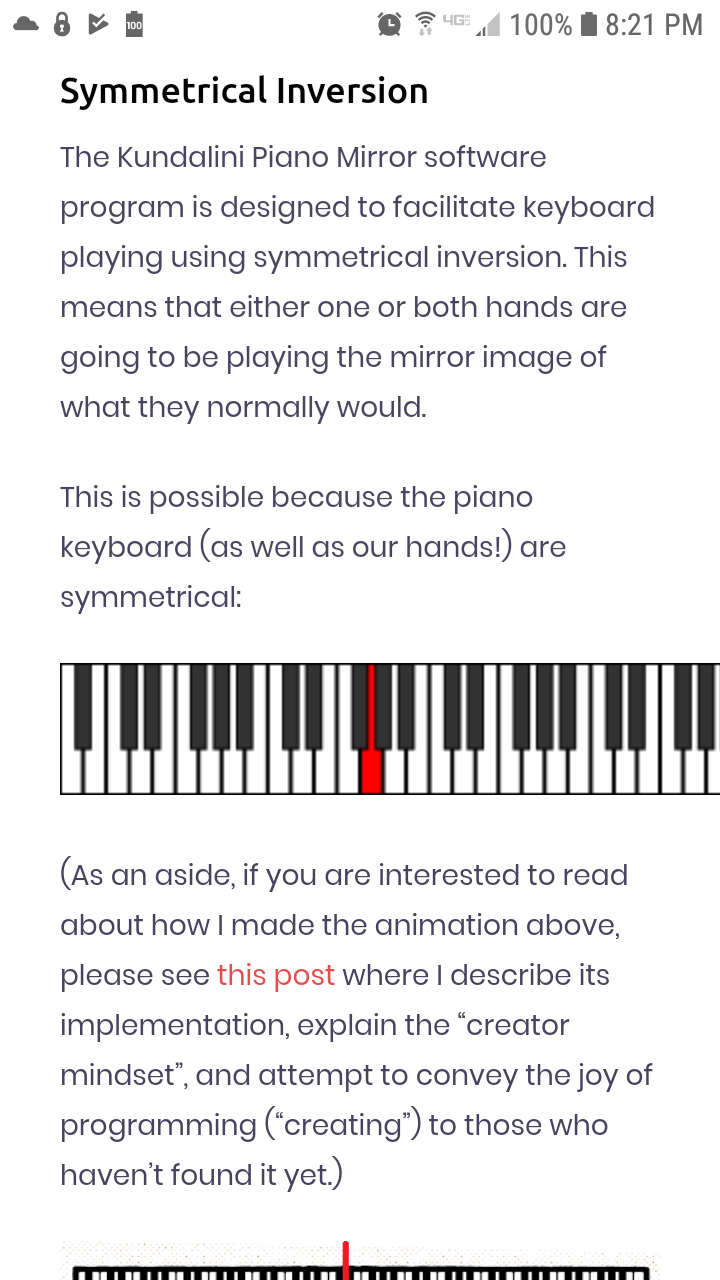 100 4G 100% 8:21 PM
Symmetrical Inversion
The Kundalini Piano Mirror software
program is designed to facilitate keyboard
playing using symmetrical inversion. This
means that either one or both hands are
going to be playing the mirror image of
what they normally would.
This is possible because the piano
keyboard (as well as our hands!) are
symmetrical:
(As an aside, if you are interested to read
about how I made the animation above,
please see this post where I describe its
implementation, explain the “creator
mindset”, and attempt to convey the joy of
programming (“creating”) to those who
haven’t found it yet.)